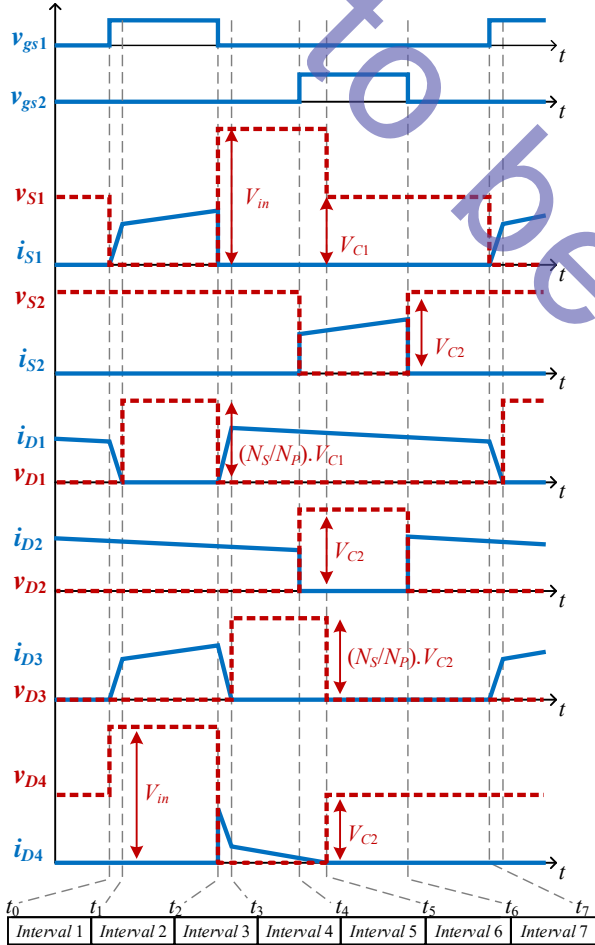 to be
v_gs1
t
v_gs2
t
v_S1
V_in
V_C1
i_S1
t
v_S2
V_C2
i_S2
t
i_D1
(N_S/N_P).V_C1
v_D1
t
i_D2
V_C2
v_D2
t
i_D3
(N_S/N_P).V_C2
v_D3
t
v_D4
V_in
V_C2
i_D4
t
t_0 t_1 t_2 t_3 t_4 t_5 t_6 t_7
Interval 1 Interval 2 Interval 3 Interval 4 Interval 5 Interval 6 Interval 7